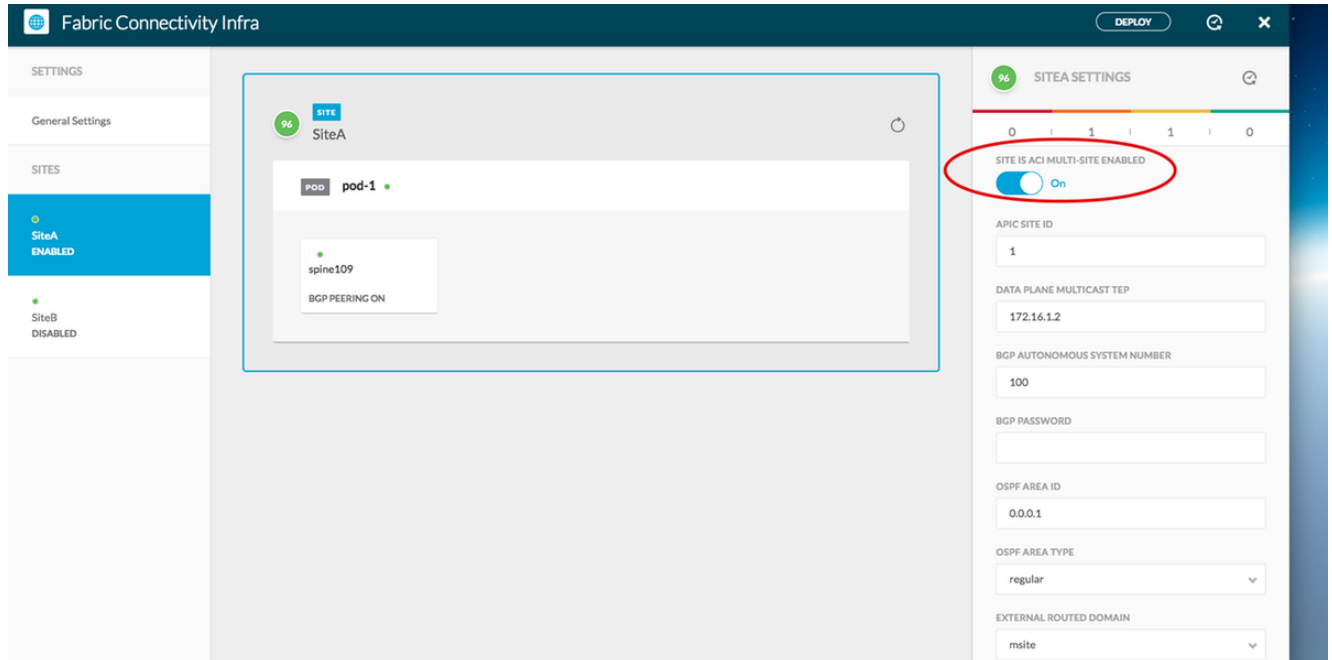 Fabric Connectivity Infra
DEPLOY
SETTINGS
General Settings
SITES
SiteA
ENABLED
SiteB
DISABLED
96
SITE
SiteA
POD pod-1
spine109
BGP PEERING ON
96 SITEA SETTINGS
0 1 1 0
SITE IS ACI MULTI-SITE ENABLED
On
APIC SITE ID
1
DATA PLANE MULTICAST TEP
172.16.1.2
BGP AUTONOMOUS SYSTEM NUMBER
100
BGP PASSWORD
OSPF AREA ID
0.0.0.1
OSPF AREA TYPE
regular
EXTERNAL ROUTED DOMAIN
msite